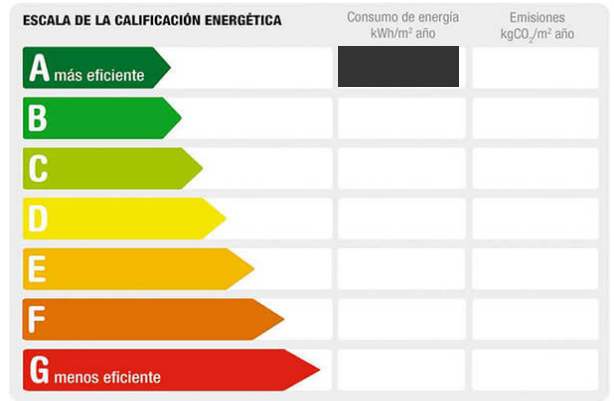 ESCALA DE LA CALIFICACIÓN ENERGÉTICA
Consumo de energía
kWh/m² año
Emisiones
kgCO₂/m² año
A más eficiente
B
C
D
E
F
G menos eficiente